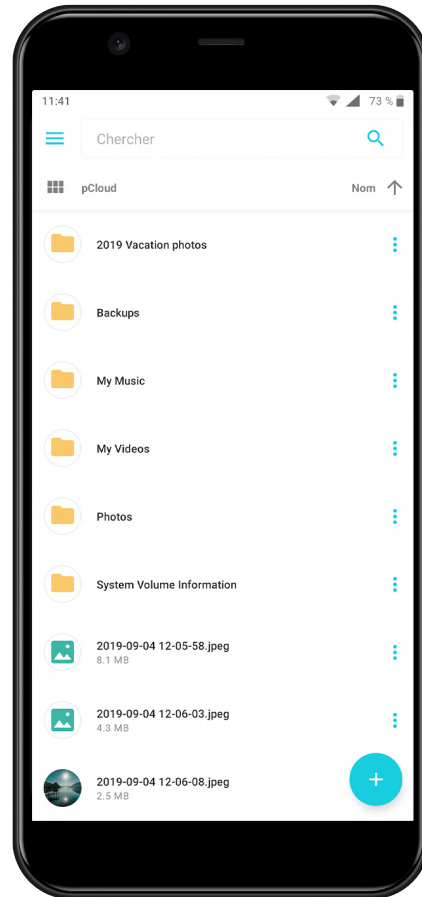 11:41
73 %
Chercher
pCloud
Nom
2019 Vacation photos
Backups
My Music
My Videos
Photos
System Volume Information
2019-09-04 12-05-58.jpeg
8.1 MB
2019-09-04 12-06-03.jpeg
4.3 MB
2019-09-04 12-06-08.jpeg
2.5 MB